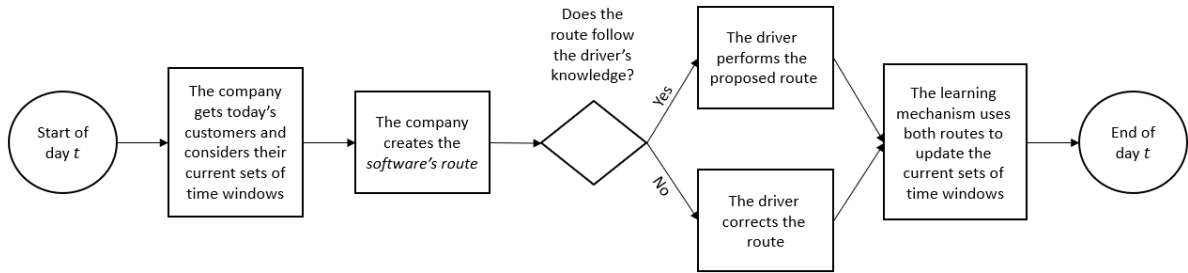 Start of
day t
The company
gets today's
customers and
considers their
current sets of
time windows
The company
creates the
software's route
Does the
route follow
the driver's
knowledge?
Yes
No
The driver
performs the
proposed route
The driver
corrects the
route
The learning
mechanism uses
both routes to
update the
current sets of
time windows
End of
day t